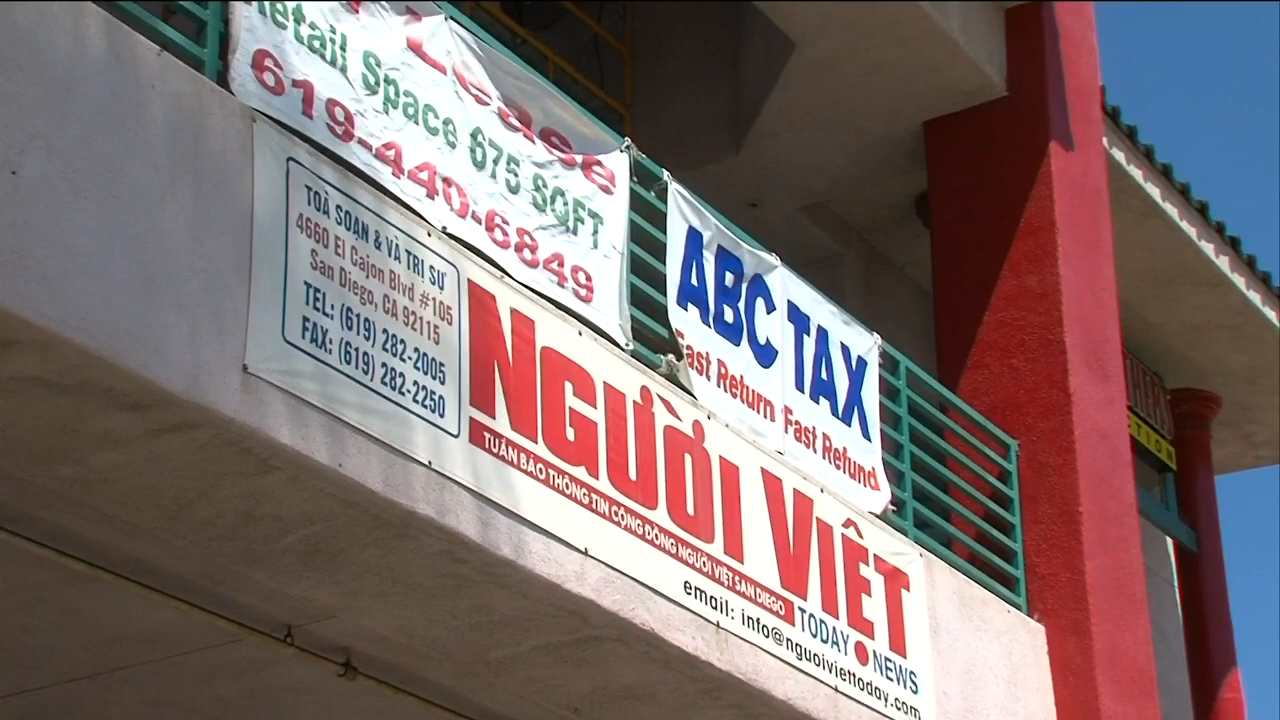 Lease
Retail Space 675 SQFT
619-440-6849
TOÀ SOẠN & VÀ TRỊ SỰ
4660 El Cajon Blvd #105
San Diego, CA 92115
TEL: (619) 282-2005
FAX: (619) 282-2250
NGƯỜI VIỆT
TUẦN BÁO THÔNG TIN CỘNG ĐỒNG NGƯỜI VIỆT SAN DIEGO
TODAY.NEWS
email: info@nguoiviettoday.com
ABC TAX
Fast Return Fast Refund